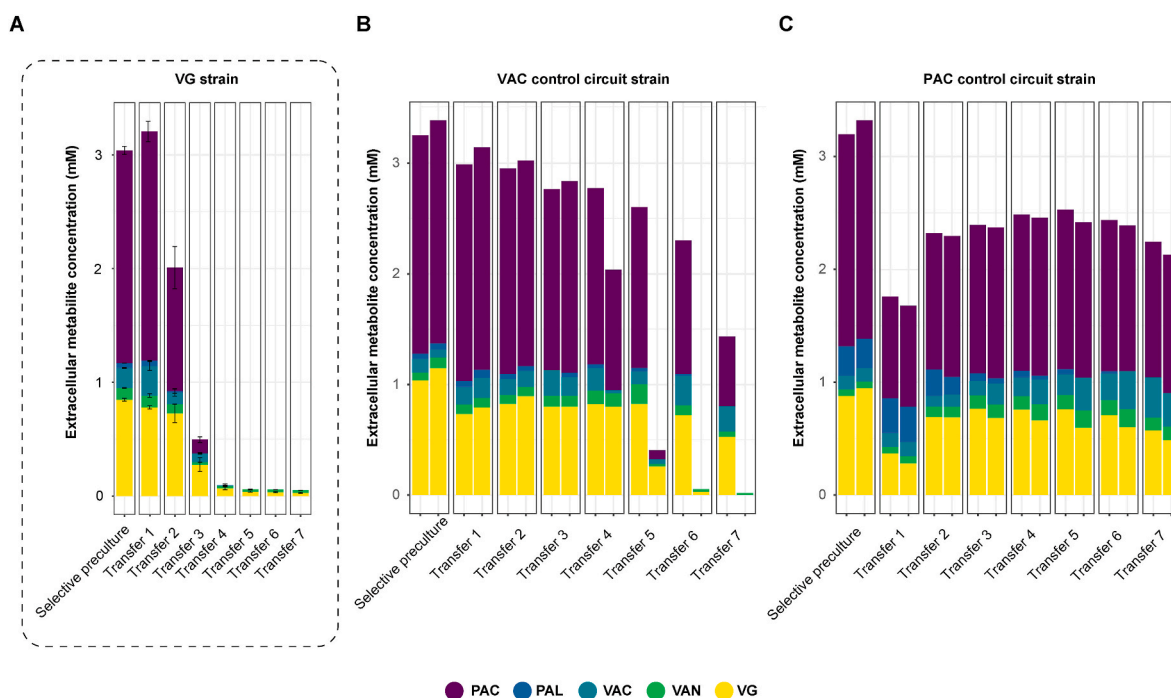 A
B
C
VG strain
VAC control circuit strain
PAC control circuit strain
Extracellular metabilite concentration (mM)
3
2
1
0
Selective preculture
Transfer 1
Transfer 2
Transfer 3
Transfer 4
Transfer 5
Transfer 6
Transfer 7
Extracellular metabolite concentration (mM)
3
2
1
0
Selective preculture
Transfer 1
Transfer 2
Transfer 3
Transfer 4
Transfer 5
Transfer 6
Transfer 7
Extracellular metabolite concentration (mM)
3
2
1
0
Selective preculture
Transfer 1
Transfer 2
Transfer 3
Transfer 4
Transfer 5
Transfer 6
Transfer 7
PAC PAL VAC VAN VG